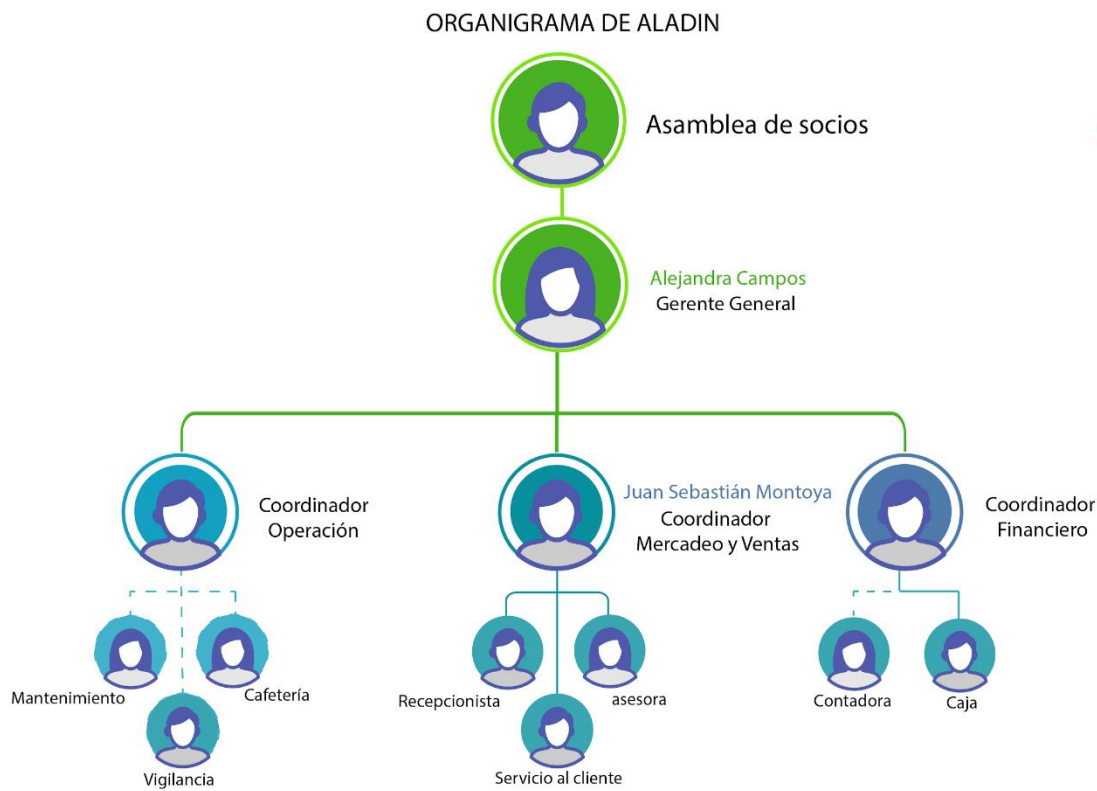 ORGANIGRAMA DE ALADIN
Asamblea de socios
Alejandra Campos
Gerente General
Coordinador
Operación
Juan Sebastián Montoya
Coordinador
Mercadeo y Ventas
Coordinador
Financiero
Mantenimiento
Cafetería
Vigilancia
Recepcionista
asesora
Servicio al cliente
Contadora
Caja